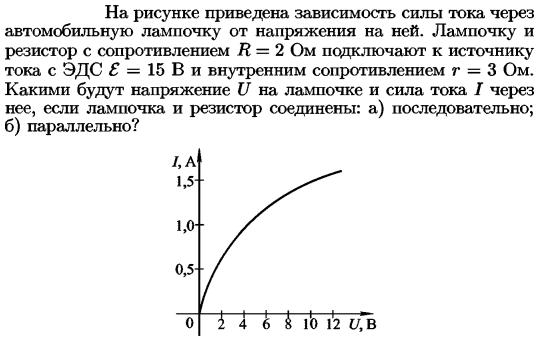 На рисунке приведена зависимость силы тока через
автомобильную лампочку от напряжения на ней. Лампочку и
резистор с сопротивлением R = 2 Ом подключают к источнику
тока с ЭДС ℰ = 15 В и внутренним сопротивлением r = 3 Ом.
Какими будут напряжение U на лампочке и сила тока I через
нее, если лампочка и резистор соединены: а) последовательно;
б) параллельно?
I, А
1,5
1,0
0,5
0 2 4 6 8 10 12 U, В